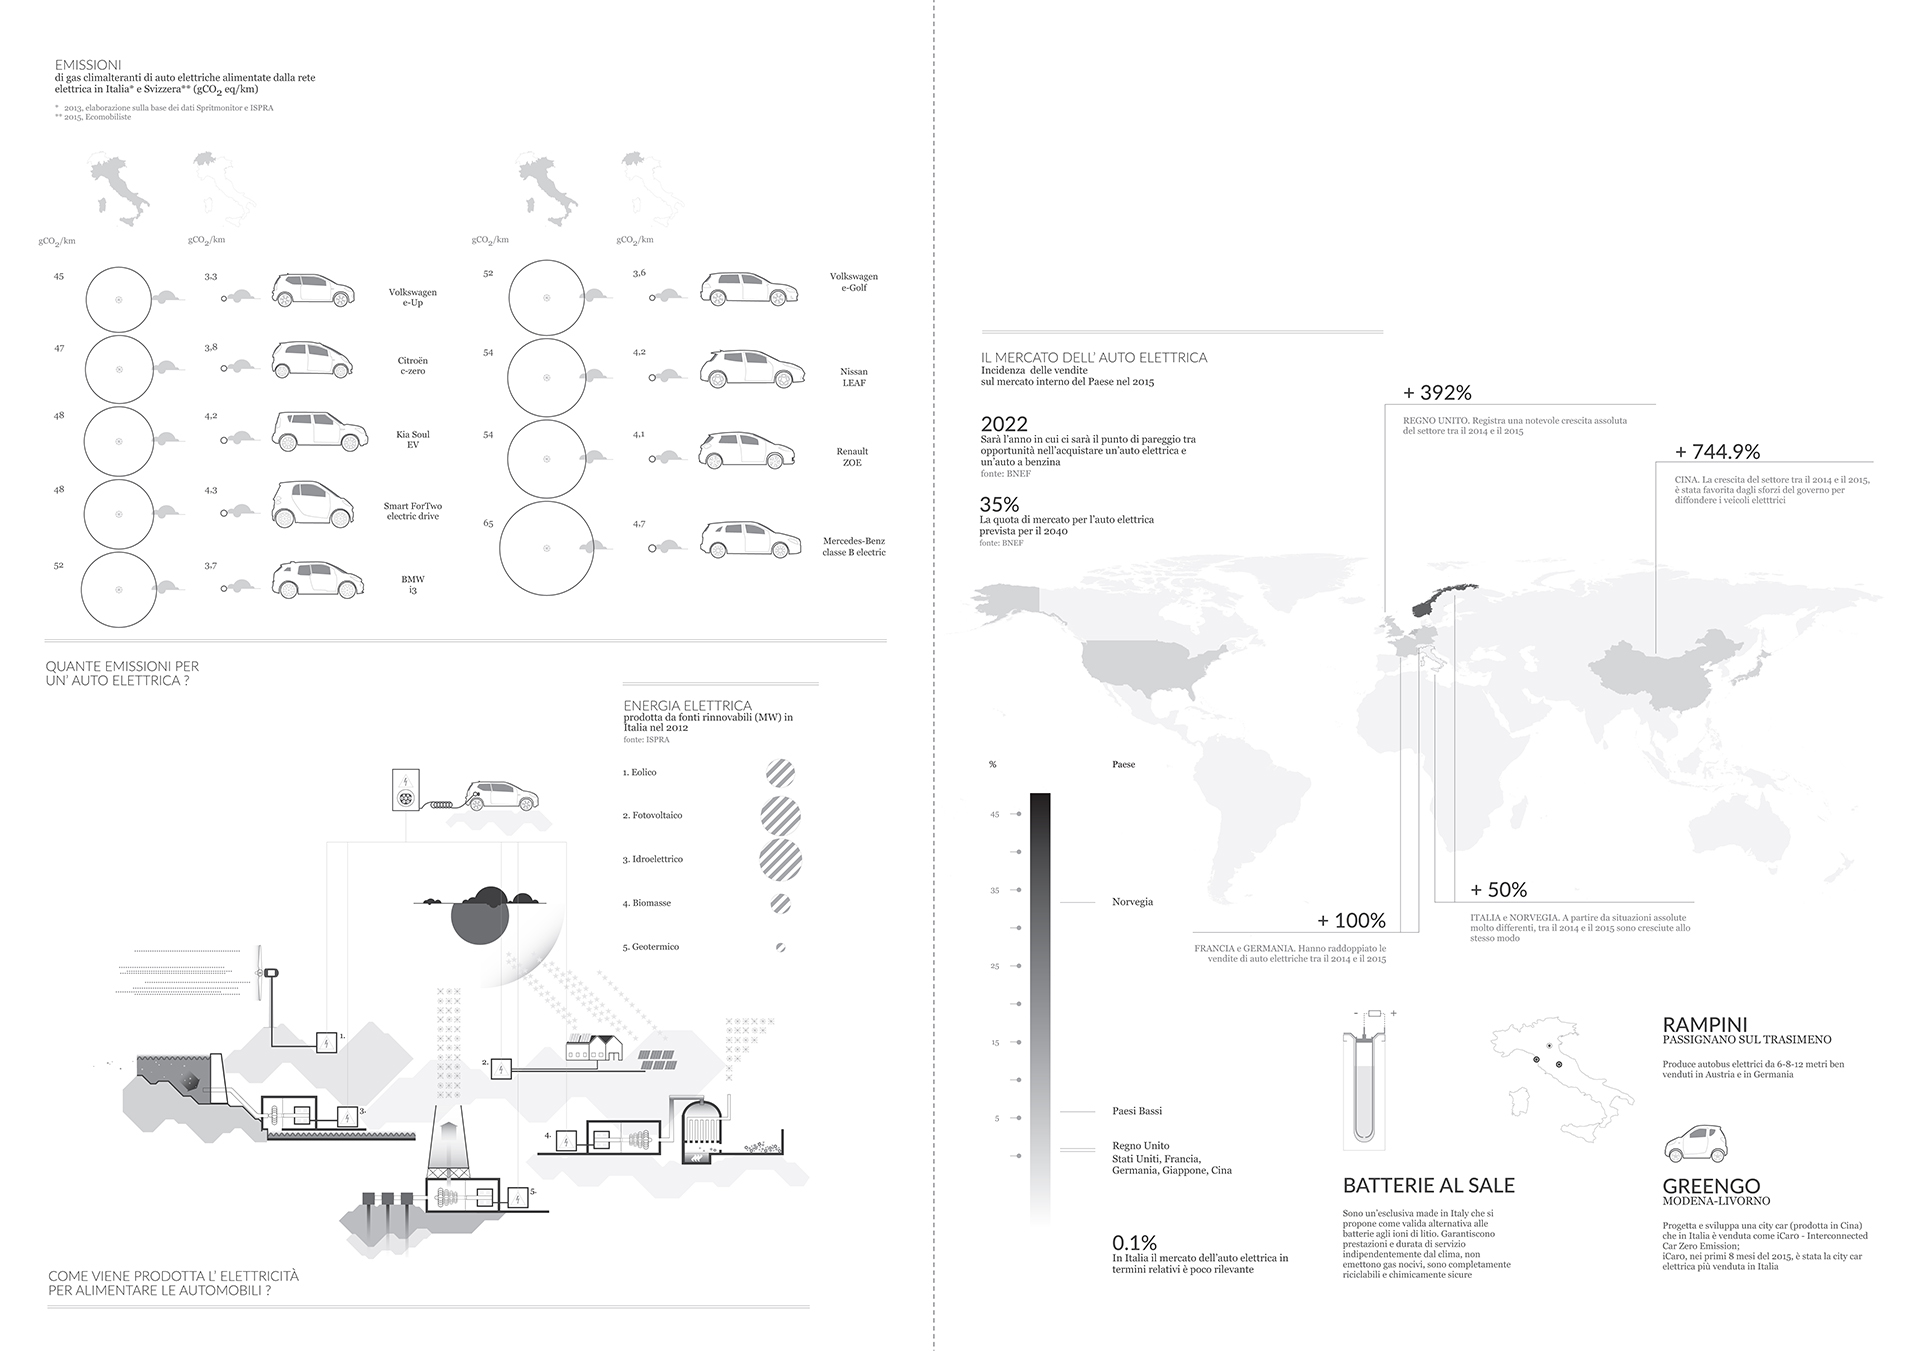 EMISSIONI
di gas climalteranti di auto elettriche alimentate dalla rete
elettrica in Italia* e Svizzera** (gCO2 eq/km)
* 2013, elaborazione sulla base dei dati Spritmonitor e ISPRA
** 2015, Ecomobiliste
gCO2/km
gCO2/km
45
3.3
Volkswagen
e-Up
47
3,8
Citroën
c-zero
48
4,2
Kia Soul
EV
48
4.3
Smart ForTwo
electric drive
52
3.7
BMW
i3
gCO2/km
gCO2/km
52
3,6
Volkswagen
e-Golf
54
4,2
Nissan
LEAF
54
4,1
Renault
ZOE
65
4.7
Mercedes-Benz
classe B electric
QUANTE EMISSIONI PER
UN' AUTO ELETTRICA ?
ENERGIA ELETTRICA
prodotta da fonti rinnovabili (MW) in
Italia nel 2012
fonte: ISPRA
1. Eolico
2. Fotovoltaico
3. Idroelettrico
4. Biomasse
5. Geotermico
1.
2.
3.
4.
5.
COME VIENE PRODOTTA L' ELETTRICITÀ
PER ALIMENTARE LE AUTOMOBILI ?
IL MERCATO DELL' AUTO ELETTRICA
Incidenza delle vendite
sul mercato interno del Paese nel 2015
2022
Sarà l'anno in cui ci sarà il punto di pareggio tra
opportunità nell'acquistare un'auto elettrica e
un'auto a benzina
fonte: BNEF
35%
La quota di mercato per l'auto elettrica
prevista per il 2040
fonte: BNEF
+ 392%
REGNO UNITO. Registra una notevole crescita assoluta
del settore tra il 2014 e il 2015
+ 744.9%
CINA. La crescita del settore tra il 2014 e il 2015,
è stata favorita dagli sforzi del governo per
diffondere i veicoli eletttrici
% Paese
45
35
25
15
5
Norvegia
Paesi Bassi
Regno Unito
Stati Uniti, Francia,
Germania, Giappone, Cina
0.1%
In Italia il mercato dell'auto elettrica in
termini relativi è poco rilevante
+ 100%
FRANCIA e GERMANIA. Hanno raddoppiato le
vendite di auto elettriche tra il 2014 e il 2015
+ 50%
ITALIA e NORVEGIA. A partire da situazioni assolute
molto differenti, tra il 2014 e il 2015 sono cresciute allo
stesso modo
- +
BATTERIE AL SALE
Sono un'esclusiva made in Italy che si
propone come valida alternativa alle
batterie agli ioni di litio. Garantiscono
prestazioni e durata di servizio
indipendentemente dal clima, non
emettono gas nocivi, sono completamente
riciclabili e chimicamente sicure
RAMPINI
PASSIGNANO SUL TRASIMENO
Produce autobus elettrici da 6-8-12 metri ben
venduti in Austria e in Germania
GREENGO
MODENA-LIVORNO
Progetta e sviluppa una city car (prodotta in Cina)
che in Italia è venduta come iCaro - Interconnected
Car Zero Emission;
iCaro, nei primi 8 mesi del 2015, è stata la city car
elettrica più venduta in Italia